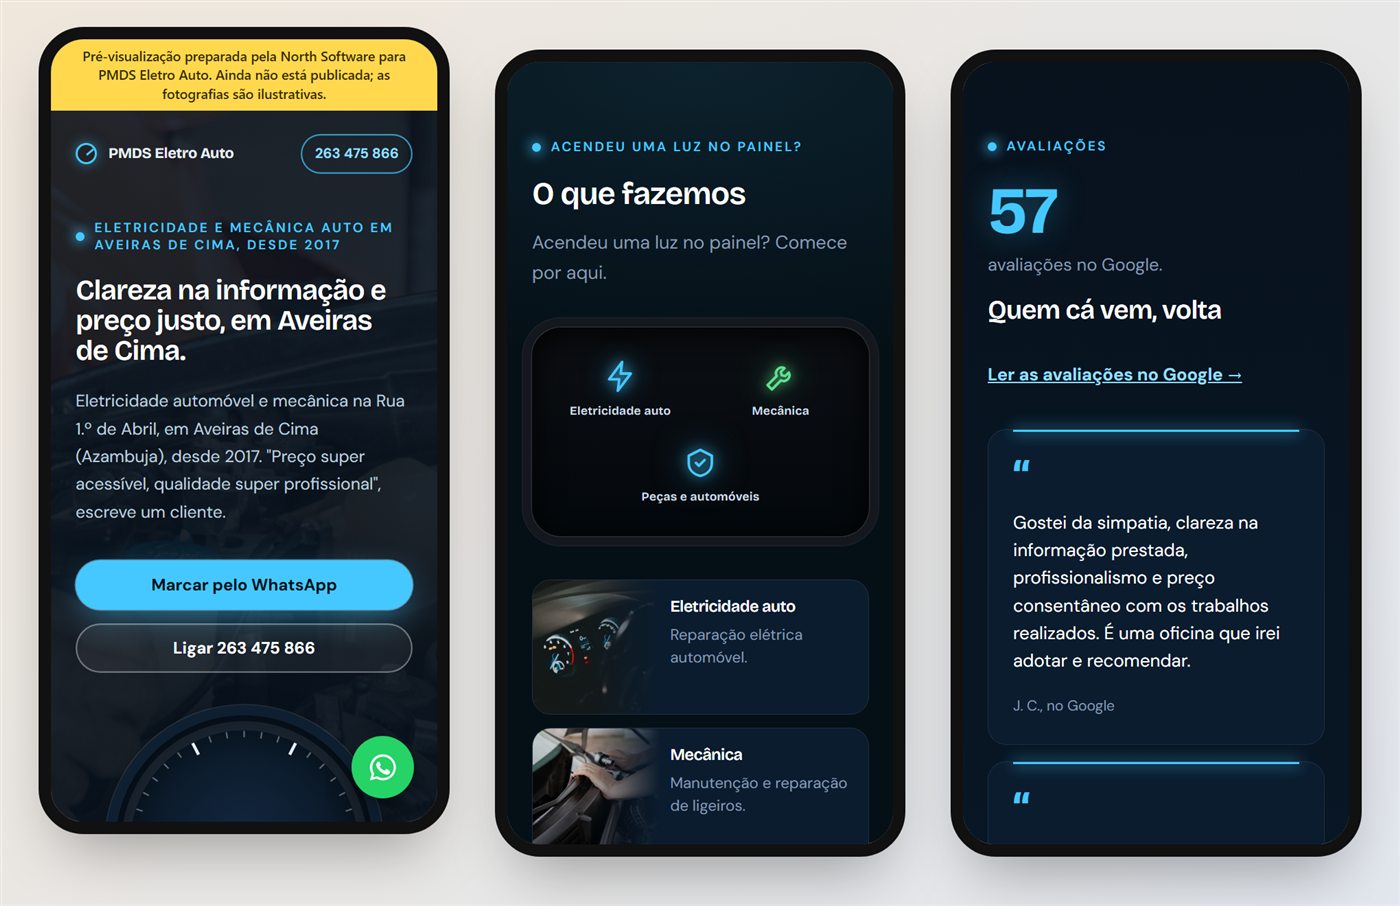 Pré-visualização preparada pela North Software para
PMDS Eletro Auto. Ainda não está publicada; as
fotografias são ilustrativas.
PMDS Eletro Auto
263 475 866
ELETRICIDADE E MECÂNICA AUTO EM
AVEIRAS DE CIMA, DESDE 2017
Clareza na informação e
preço justo, em Aveiras
de Cima.
Eletricidade automóvel e mecânica na Rua
1.º de Abril, em Aveiras de Cima
(Azambuja), desde 2017. "Preço super
acessível, qualidade super profissional",
escreve um cliente.
Marcar pelo WhatsApp
Ligar 263 475 866
ACENDEU UMA LUZ NO PAINEL?
O que fazemos
Acendeu uma luz no painel? Comece
por aqui.
Eletricidade auto
Mecânica
Peças e automóveis
Eletricidade auto
Reparação elétrica
automóvel.
Mecânica
Manutenção e reparação
de ligeiros.
AVALIAÇÕES
57
avaliações no Google.
Quem cá vem, volta
Ler as avaliações no Google →
“
Gostei da simpatia, clareza na
informação prestada,
profissionalismo e preço
consentâneo com os trabalhos
realizados. É uma oficina que irei
adotar e recomendar.
J. C., no Google
“